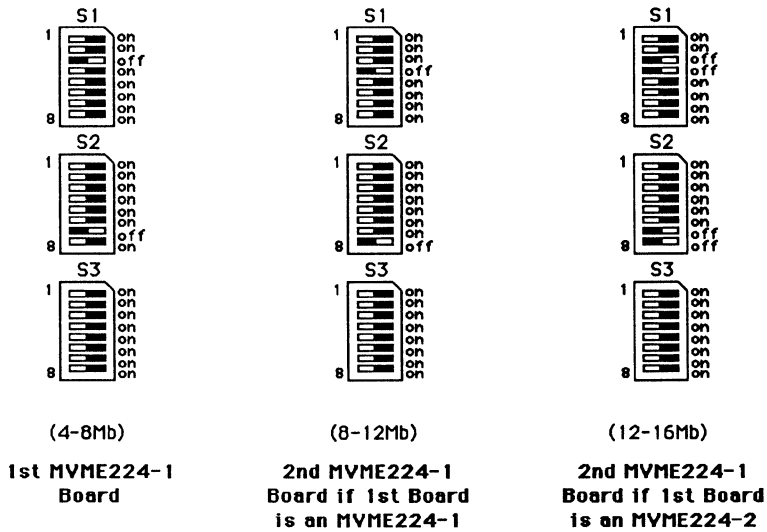 S1
1 on
on
off
on
on
on
on
8 on
S2
1 on
on
on
on
on
on
off
8 on
S3
1 on
on
on
on
on
on
on
8 on
(4-8Mb)
1st MVME224-1
Board
S1
1 on
on
on
off
on
on
on
8 on
S2
1 on
on
on
on
on
on
on
8 off
S3
1 on
on
on
on
on
on
on
8 on
(8-12Mb)
2nd MVME224-1
Board if 1st Board
is an MVME224-1
S1
1 on
on
off
off
on
on
on
8 on
S2
1 on
on
on
on
on
on
off
8 off
S3
1 on
on
on
on
on
on
on
8 on
(12-16Mb)
2nd MVME224-1
Board if 1st Board
is an MVME224-2